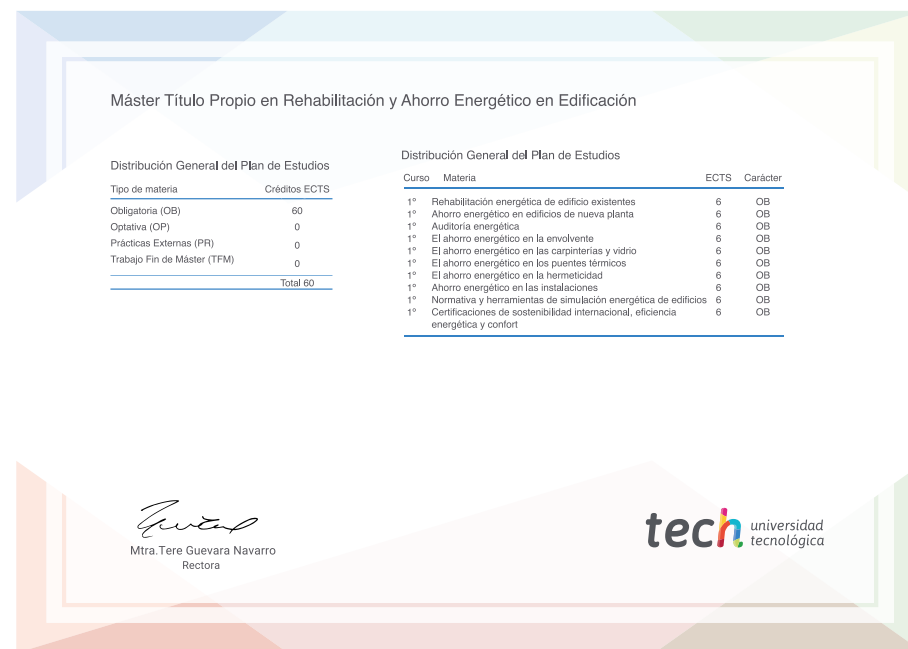 Máster Título Propio en Rehabilitación y Ahorro Energético en Edificación
Distribución General del Plan de Estudios
Tipo de materia Créditos ECTS
Obligatoria (OB) 60
Optativa (OP) 0
Prácticas Externas (PR) 0
Trabajo Fin de Máster (TFM) 0
Total 60
Distribución General del Plan de Estudios
Curso Materia ECTS Carácter
1º Rehabilitación energética de edificio existentes 6 OB
1º Ahorro energético en edificios de nueva planta 6 OB
1º Auditoría energética 6 OB
1º El ahorro energético en la envolvente 6 OB
1º El ahorro energético en las carpinterías y vidrio 6 OB
1º El ahorro energético en los puentes térmicos 6 OB
1º El ahorro energético en la hermeticidad 6 OB
1º Ahorro energético en las instalaciones 6 OB
1º Normativa y herramientas de simulación energética de edificios 6 OB
1º Certificaciones de sostenibilidad internacional, eficiencia 6 OB
energética y confort
Mtra.Tere Guevara Navarro
Rectora
tech universidad
tecnológica